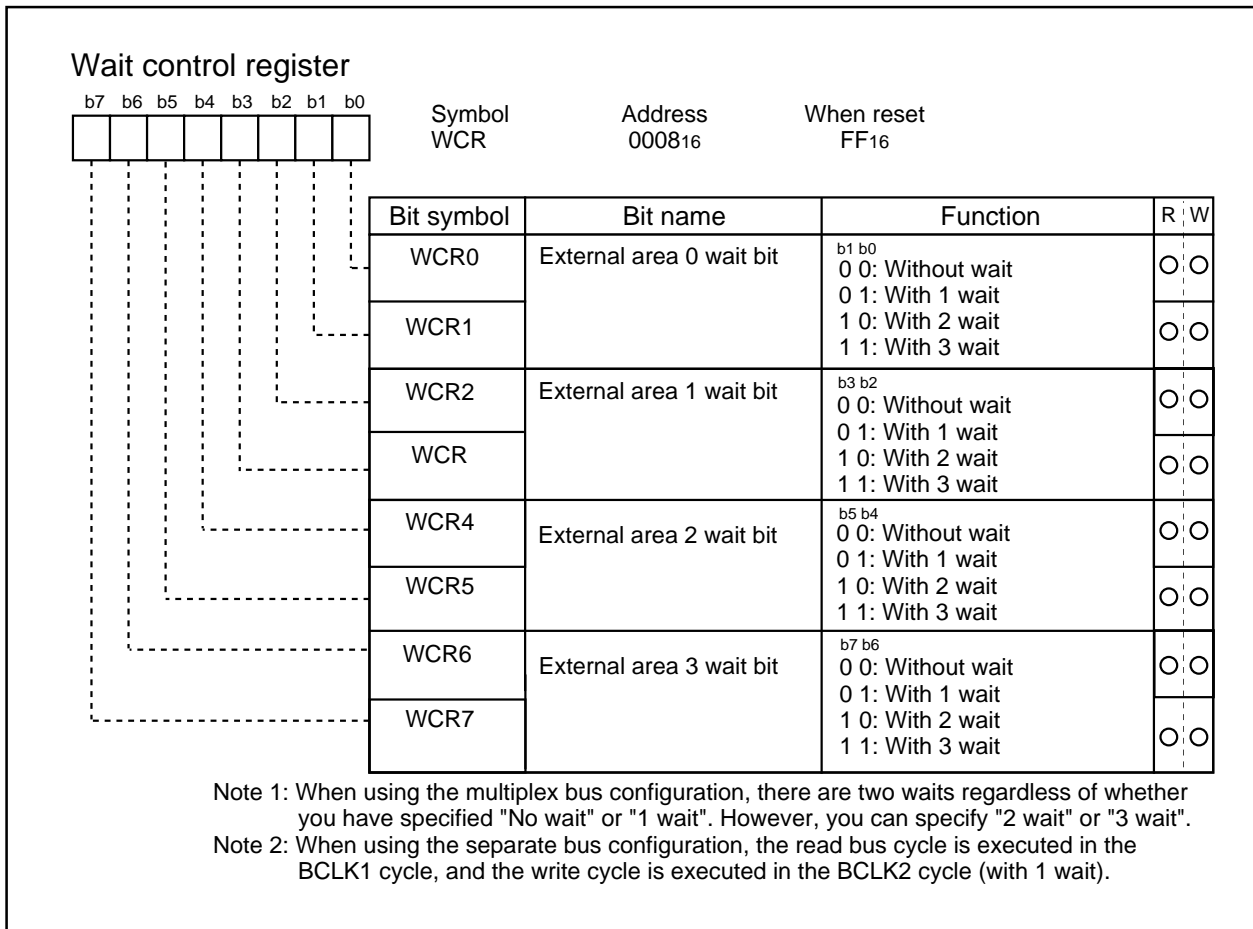 Wait control register
b7 b6 b5 b4 b3 b2 b1 b0
Symbol Address When reset
WCR 000816 FF16
Bit symbol Bit name Function R W
WCR0 External area 0 wait bit b1 b0
0 0: Without wait
0 1: With 1 wait
WCR1 1 0: With 2 wait
1 1: With 3 wait
WCR2 External area 1 wait bit b3 b2
0 0: Without wait
0 1: With 1 wait
WCR 1 0: With 2 wait
1 1: With 3 wait
WCR4 External area 2 wait bit b5 b4
0 0: Without wait
0 1: With 1 wait
WCR5 1 0: With 2 wait
1 1: With 3 wait
WCR6 External area 3 wait bit b7 b6
0 0: Without wait
0 1: With 1 wait
WCR7 1 0: With 2 wait
1 1: With 3 wait
Note 1: When using the multiplex bus configuration, there are two waits regardless of whether
you have specified "No wait" or "1 wait". However, you can specify "2 wait" or "3 wait".
Note 2: When using the separate bus configuration, the read bus cycle is executed in the
BCLK1 cycle, and the write cycle is executed in the BCLK2 cycle (with 1 wait).